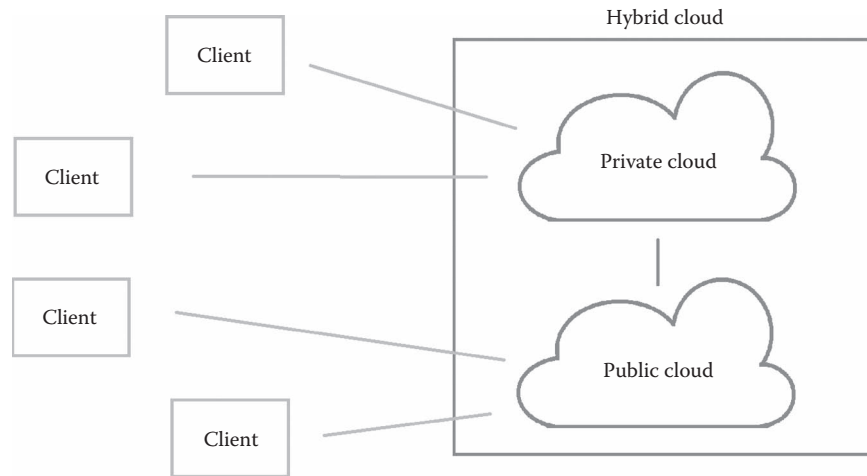 Hybrid cloud
Client
Private cloud
Client
Client
Public cloud
Client